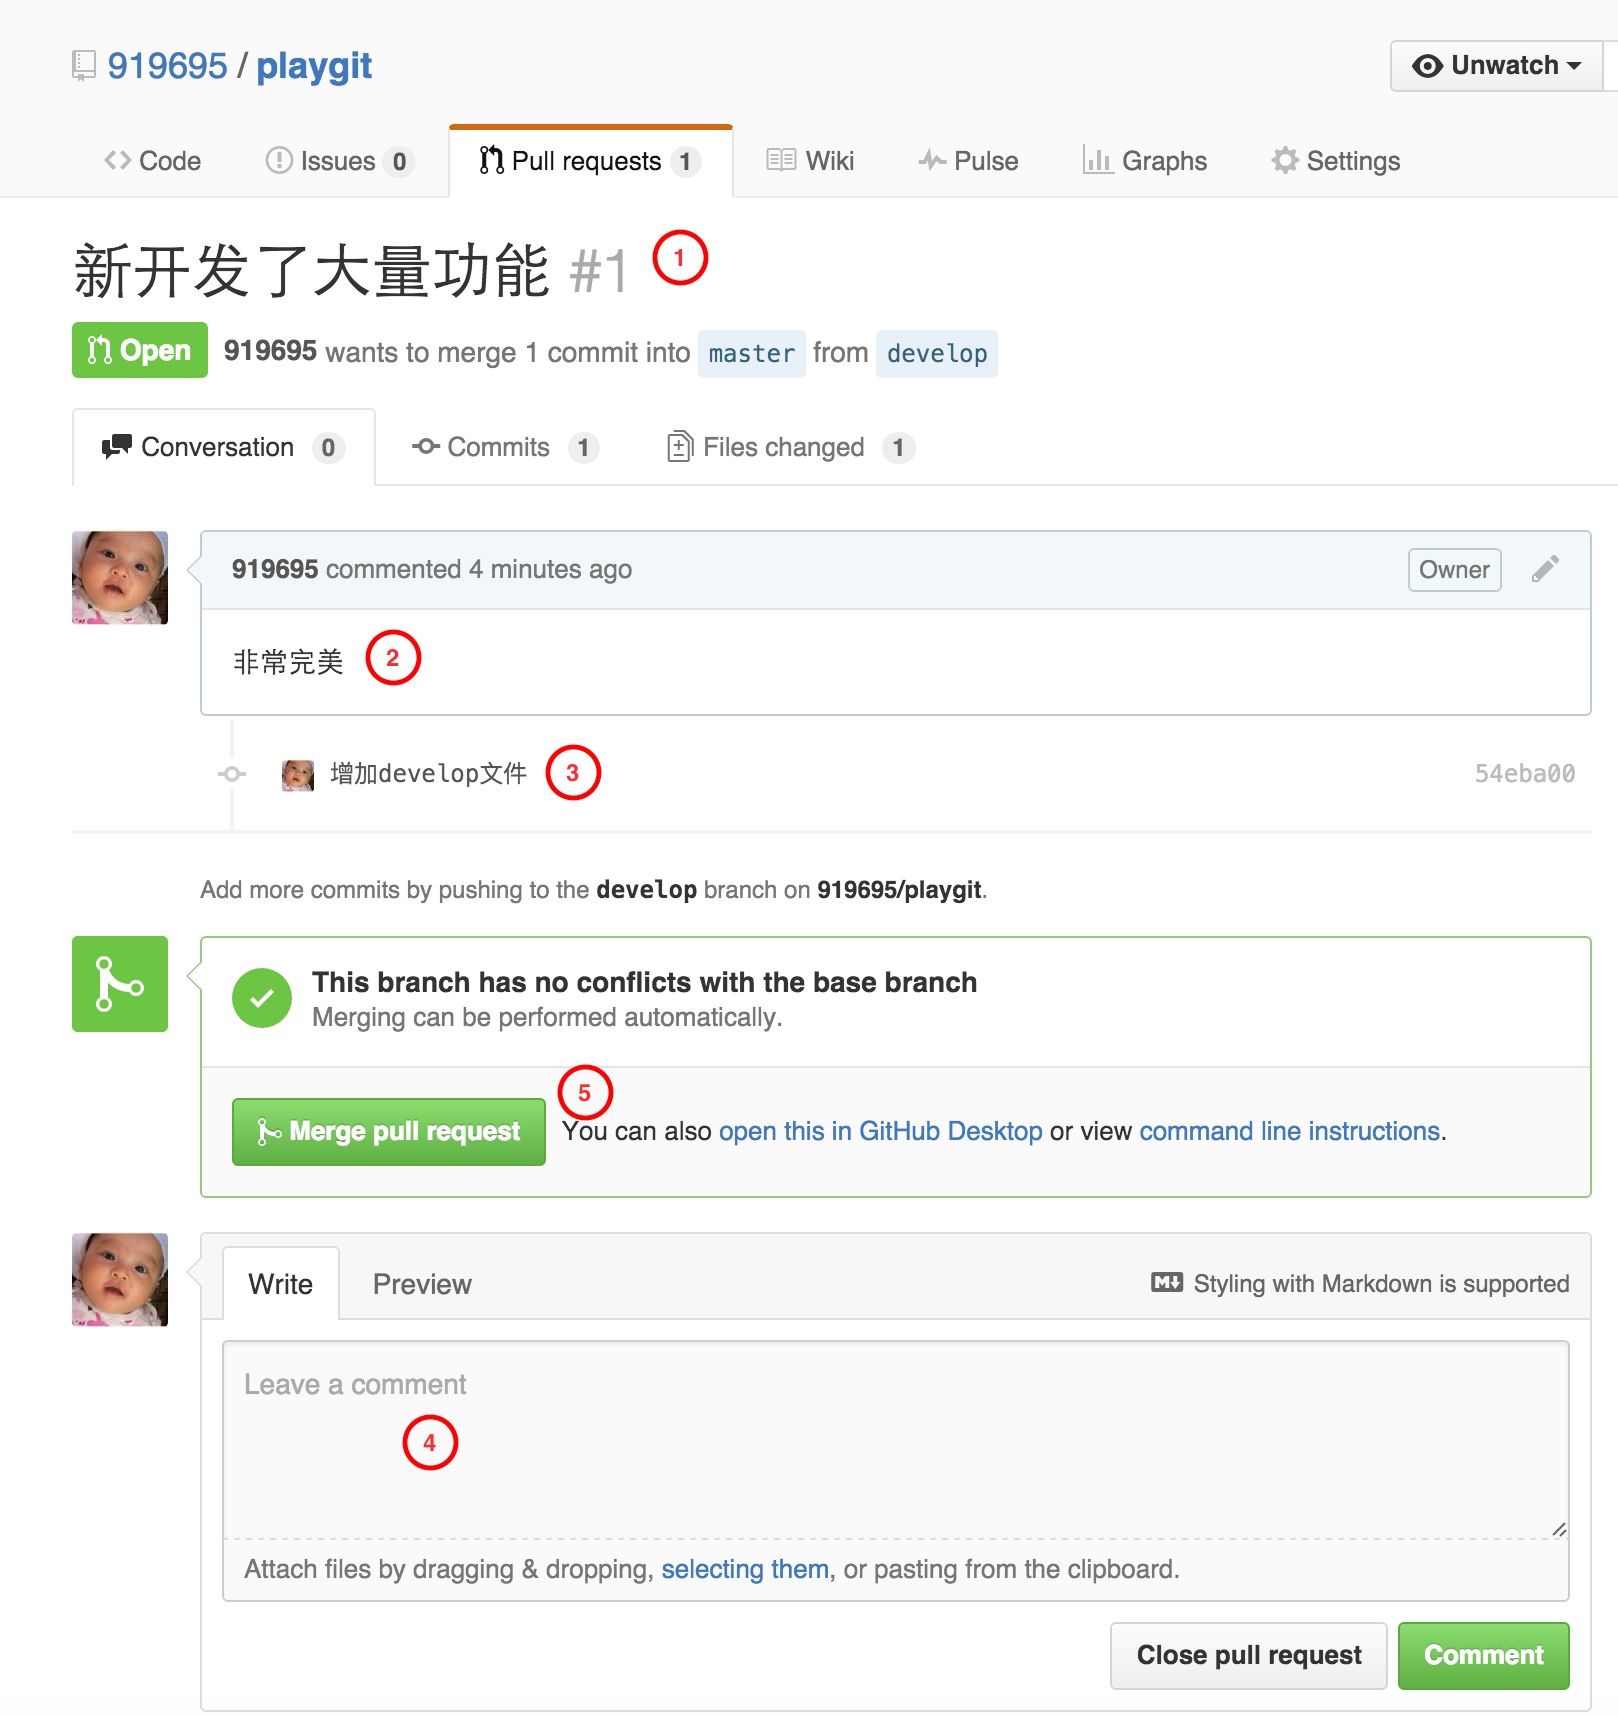 919695 / playgit
Unwatch
Code
Issues 0
Pull requests 1
Wiki
Pulse
Graphs
Settings
新开发了大量功能 #1
1
Open
919695 wants to merge 1 commit into master from develop
Conversation 0
Commits 1
Files changed 1
919695 commented 4 minutes ago
Owner
非常完美
2
增加develop文件
3
54eba00
Add more commits by pushing to the develop branch on 919695/playgit.
This branch has no conflicts with the base branch
Merging can be performed automatically.
5
Merge pull request
You can also open this in GitHub Desktop or view command line instructions.
Write
Preview
M Styling with Markdown is supported
Leave a comment
4
Attach files by dragging & dropping, selecting them, or pasting from the clipboard.
Close pull request
Comment